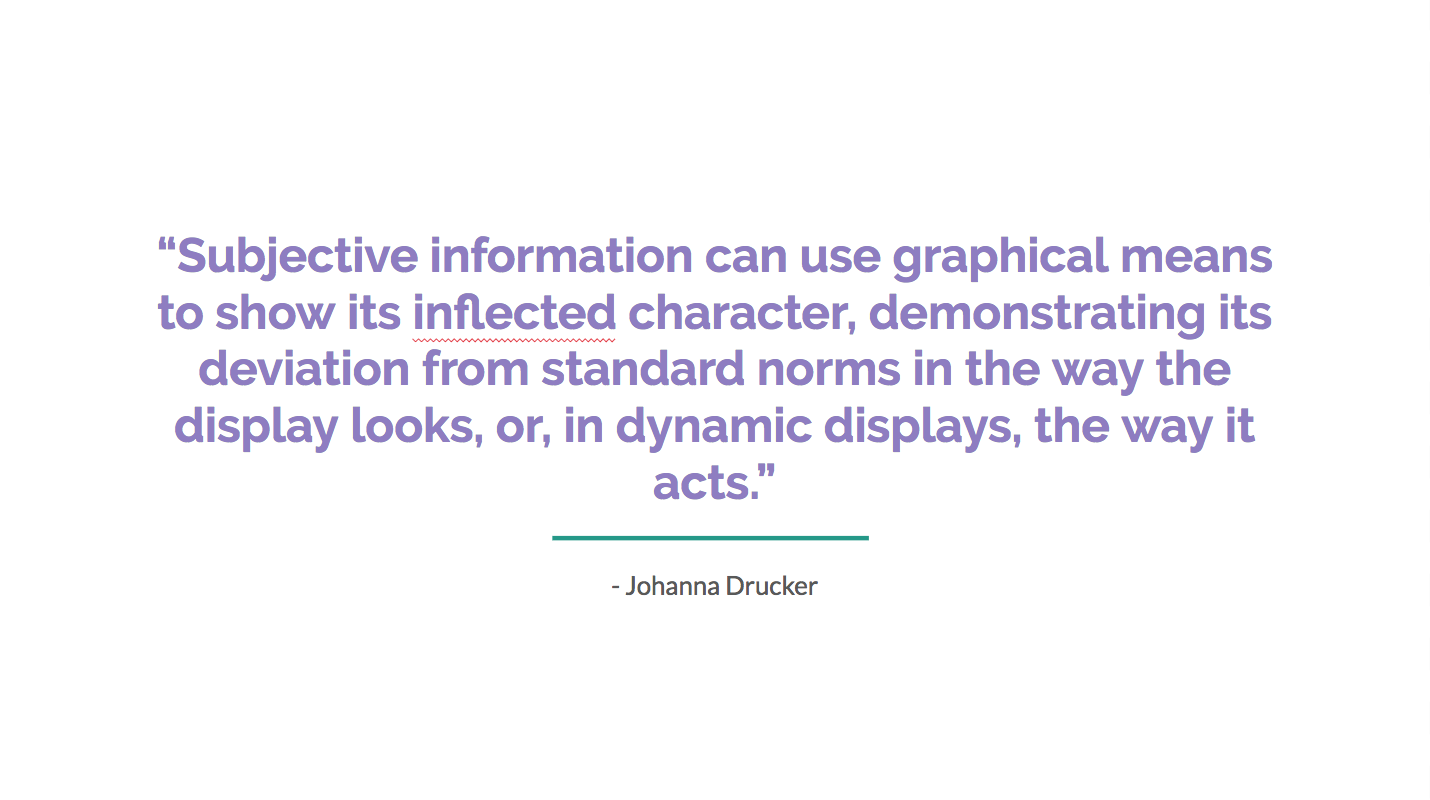 “Subjective information can use graphical means
to show its inflected character, demonstrating its
deviation from standard norms in the way the
display looks, or, in dynamic displays, the way it
acts.”
- Johanna Drucker